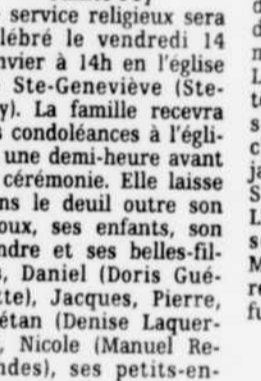 service religieux sera
lébré le vendredi 14
nvier à 14h en l'église
Ste-Geneviève (Ste-
y). La famille recevra
s condoléances à l'égli-
une demi-heure avant
cérémonie. Elle laisse
ns le deuil outre son
oux, ses enfants, son
ndre et ses belles-fil-
s, Daniel (Doris Gué-
tte), Jacques, Pierre,
étan (Denise Laquer-
, Nicole (Manuel Re-
ndes), ses petits-en-